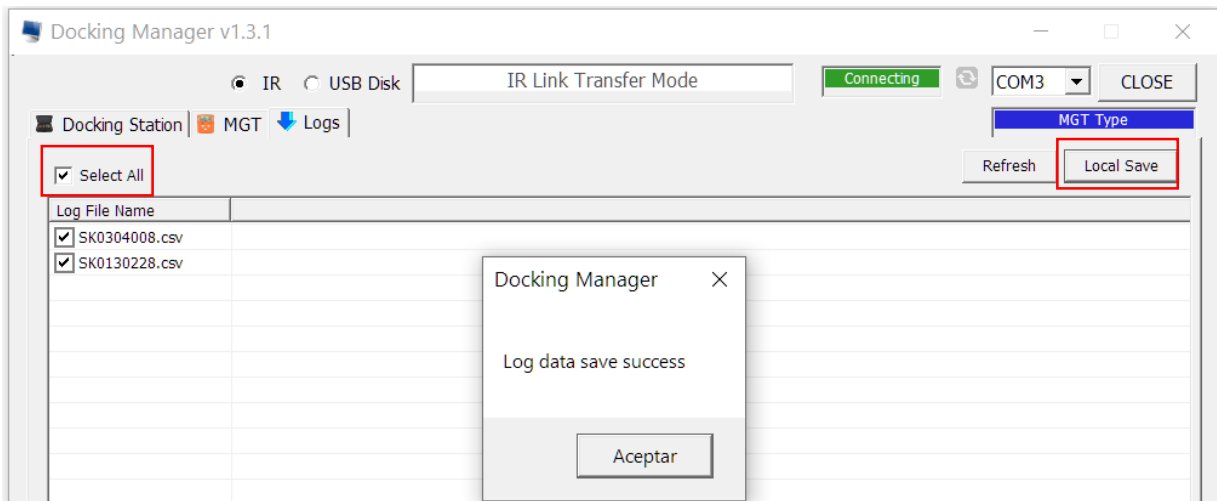 Docking Manager v1.3.1
IR USB Disk IR Link Transfer Mode Connecting COM3 CLOSE
Docking Station MGT Logs MGT Type
Select All Refresh Local Save
Log File Name
SK0304008.csv
SK0130228.csv
Docking Manager
Log data save success
Aceptar